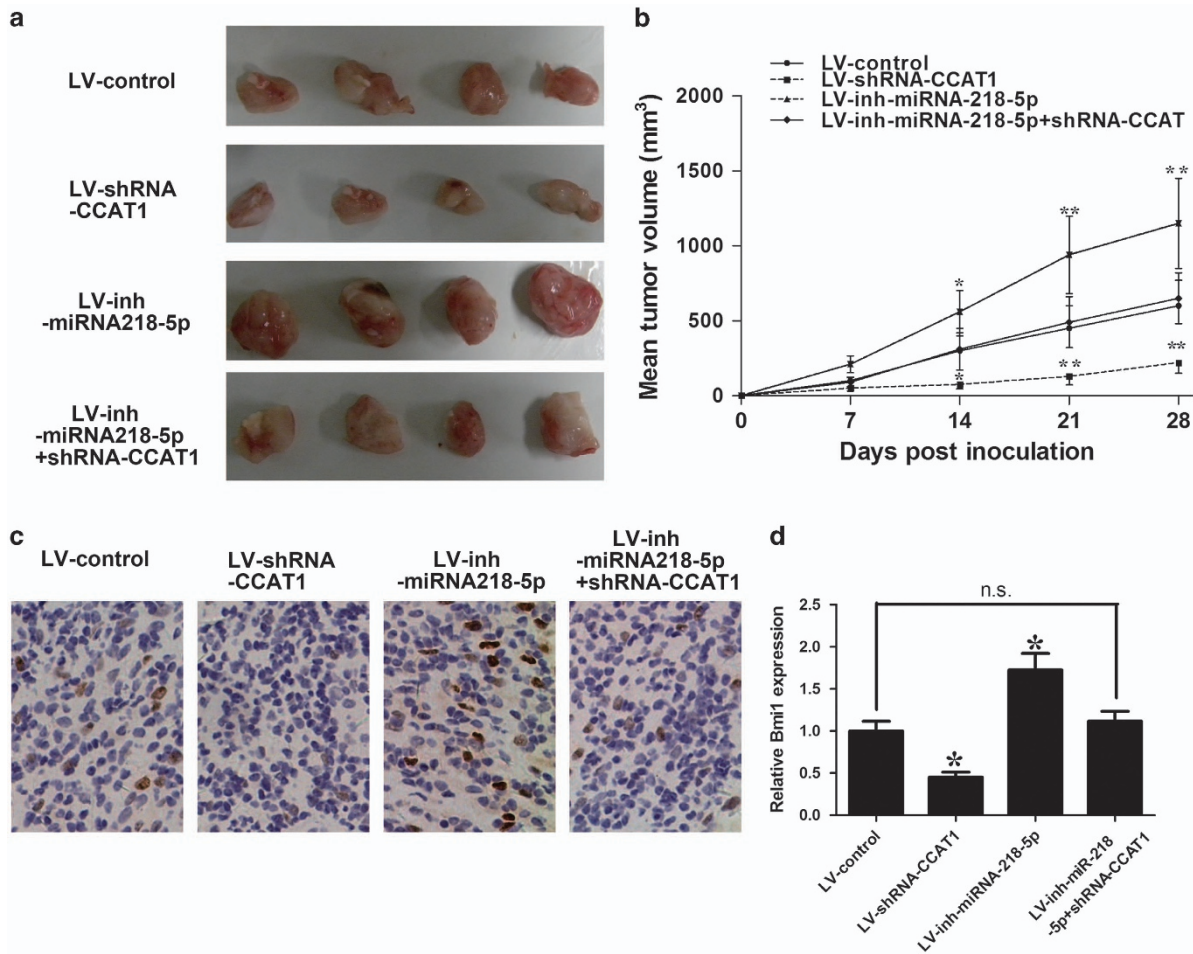 a
LV-control
LV-shRNA
-CCAT1
LV-inh
-miRNA218-5p
LV-inh
-miRNA218-5p
+shRNA-CCAT1
b
LV-control
LV-shRNA-CCAT1
LV-inh-miRNA-218-5p
LV-inh-miRNA-218-5p+shRNA-CCAT
Mean tumor volume (mm³)
2000
1500
1000
500
0
**
**
*
**
**
*
0 7 14 21 28
Days post inoculation
c
LV-control
LV-shRNA
-CCAT1
LV-inh
-miRNA218-5p
LV-inh
-miRNA218-5p
+shRNA-CCAT1
d
n.s.
Relative Bmi1 expression
2.5
2.0
1.5
1.0
0.5
0.0
*
*
LV-control
LV-shRNA-CCAT1
LV-inh-miRNA-218-5p
LV-inh-miR-218
-5p+shRNA-CCAT1